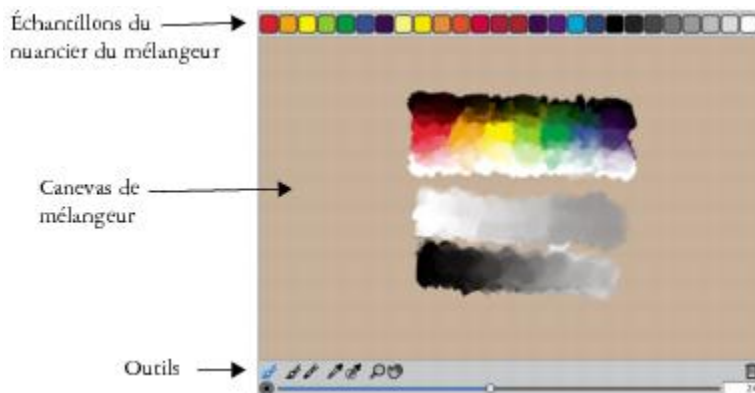 Échantillons du
nuancier du mélangeur
Canevas de
mélangeur
Outils